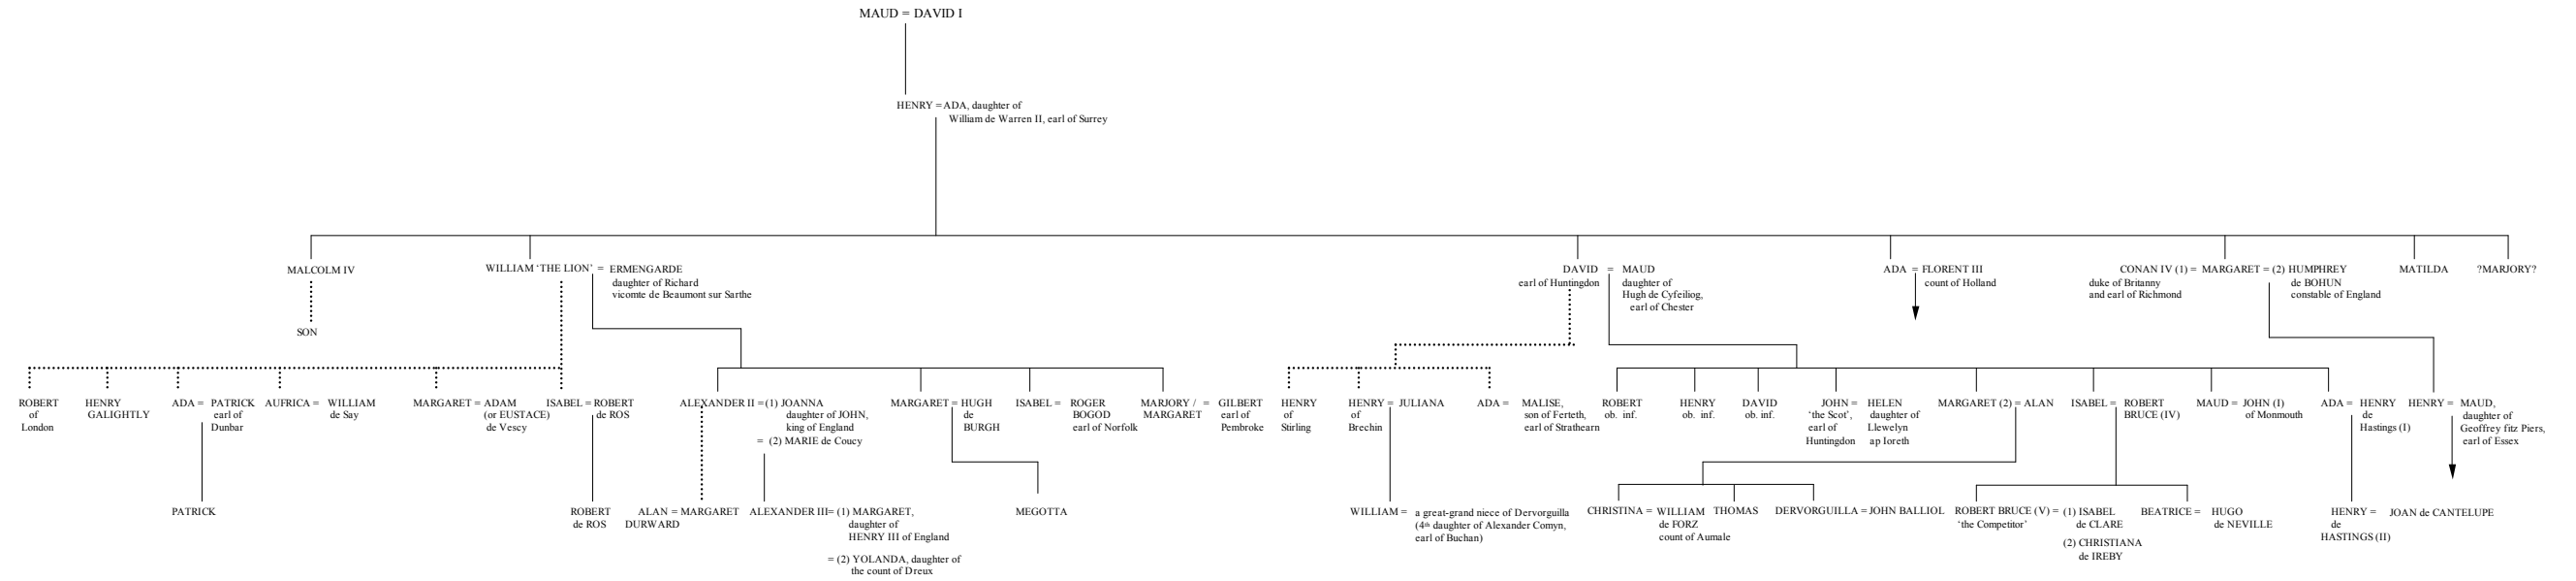 MAUD = DAVID I
HENRY = ADA, daughter of
William de Warren II, earl of Surrey
MALCOLM IV
SON
WILLIAM ‘THE LION’ = ERMENGARDE
daughter of Richard
vicomte de Beaumont sur Sarthe
DAVID = MAUD
earl of Huntingdon
daughter of
Hugh de Cyfeiliog,
earl of Chester
ADA = FLORENT III
count of Holland
CONAN IV (1) = MARGARET = (2) HUMPHREY
duke of Britanny
and earl of Richmond
de BOHUN
constable of England
MATILDA
?MARJORY?
ROBERT
of
London
HENRY
GALIGHTLY
ADA = PATRICK
earl of
Dunbar
AUFRICA = WILLIAM
de Say
MARGARET = ADAM
(or EUSTACE)
de Vescy
ISABEL = ROBERT
de ROS
ALEXANDER II = (1) JOANNA
daughter of JOHN,
king of England
= (2) MARIE de Coucy
MARGARET = HUGH
de
BURGH
ISABEL = ROGER
BOGOD
earl of Norfolk
MARJORY / = GILBERT
MARGARET
earl of
Pembroke
HENRY
of
Stirling
HENRY = JULIANA
of
Brechin
ADA = MALISE,
son of Ferteth,
earl of Strathearn
ROBERT
ob. inf.
HENRY
ob. inf.
DAVID
ob. inf.
JOHN = HELEN
‘the Scot’,
earl of
Huntingdon
daughter of
Llewelyn
ap Ioreth
MARGARET (2) = ALAN
ISABEL = ROBERT
BRUCE (IV)
MAUD = JOHN (I)
of Monmouth
ADA = HENRY
de
Hastings (I)
HENRY = MAUD,
daughter of
Geoffrey fitz Piers,
earl of Essex
PATRICK
ROBERT
de ROS
ALAN = MARGARET
DURWARD
ALEXANDER III= (1) MARGARET,
daughter of
HENRY III of England
= (2) YOLANDA, daughter of
the count of Dreux
MEGOTTA
WILLIAM = a great-grand niece of Dervorguilla
(4th daughter of Alexander Comyn,
earl of Buchan)
CHRISTINA = WILLIAM
de FORZ
count of Aumale
THOMAS
DERVORGUILLA = JOHN BALLIOL
ROBERT BRUCE (V) = (1) ISABEL
‘the Competitor’
de CLARE
(2) CHRISTIANA
de IREBY
BEATRICE = HUGO
de NEVILLE
HENRY = JOAN de CANTELUPE
de
HASTINGS (II)